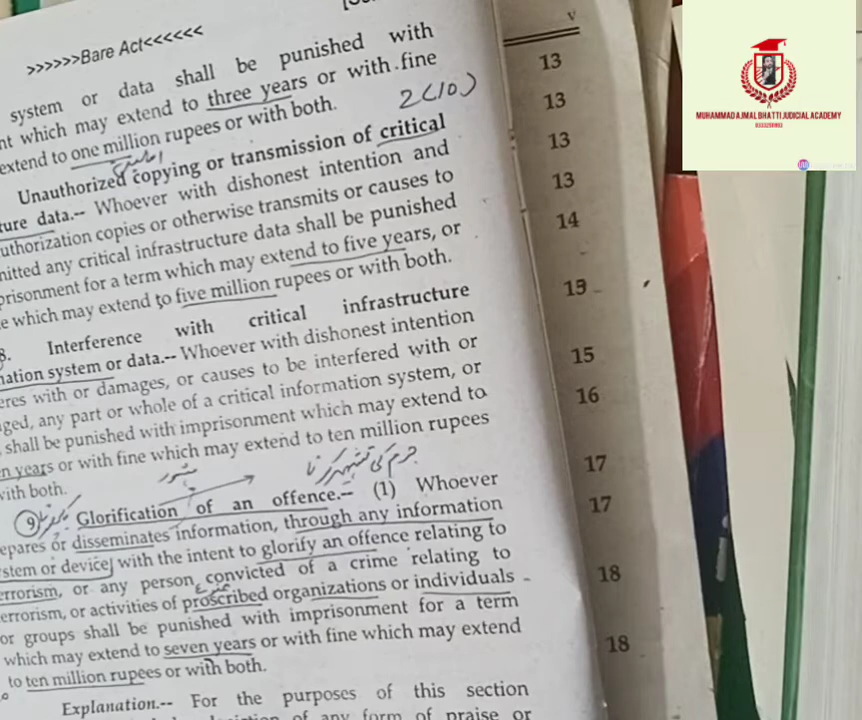 >>>>>>Bare Act<<<<<<
system or data shall be punished with
nt which may extend to three years or with fine
extend to one million rupees or with both.
2(10)
Unauthorized copying or transmission of critical
ture data.-- Whoever with dishonest intention and
uthorization copies or otherwise transmits or causes to
mitted any critical infrastructure data shall be punished
prisonment for a term which may extend to five years, or
e which may extend to five million rupees or with both.
8. Interference with critical infrastructure
mation system or data.-- Whoever with dishonest intention
eres with or damages, or causes to be interfered with or
ged, any part or whole of a critical information system, or
shall be punished with imprisonment which may extend to
n years or with fine which may extend to ten million rupees
with both.
9) Glorification of an offence.-- (1) Whoever
epares or disseminates information, through any information
stem or device, with the intent to glorify an offence relating to
errorism, or any person convicted of a crime relating to
errorism, or activities of proscribed organizations or individuals
or groups shall be punished with imprisonment for a term
which may extend to seven years or with fine which may extend
to ten million rupees or with both.
Explanation.-- For the purposes of this section
of any form of praise or
v
13
13
13
13
14
15
15
16
17
17
18
18
MUHAMMAD AJMAL BHATTI JUDICIAL ACADEMY